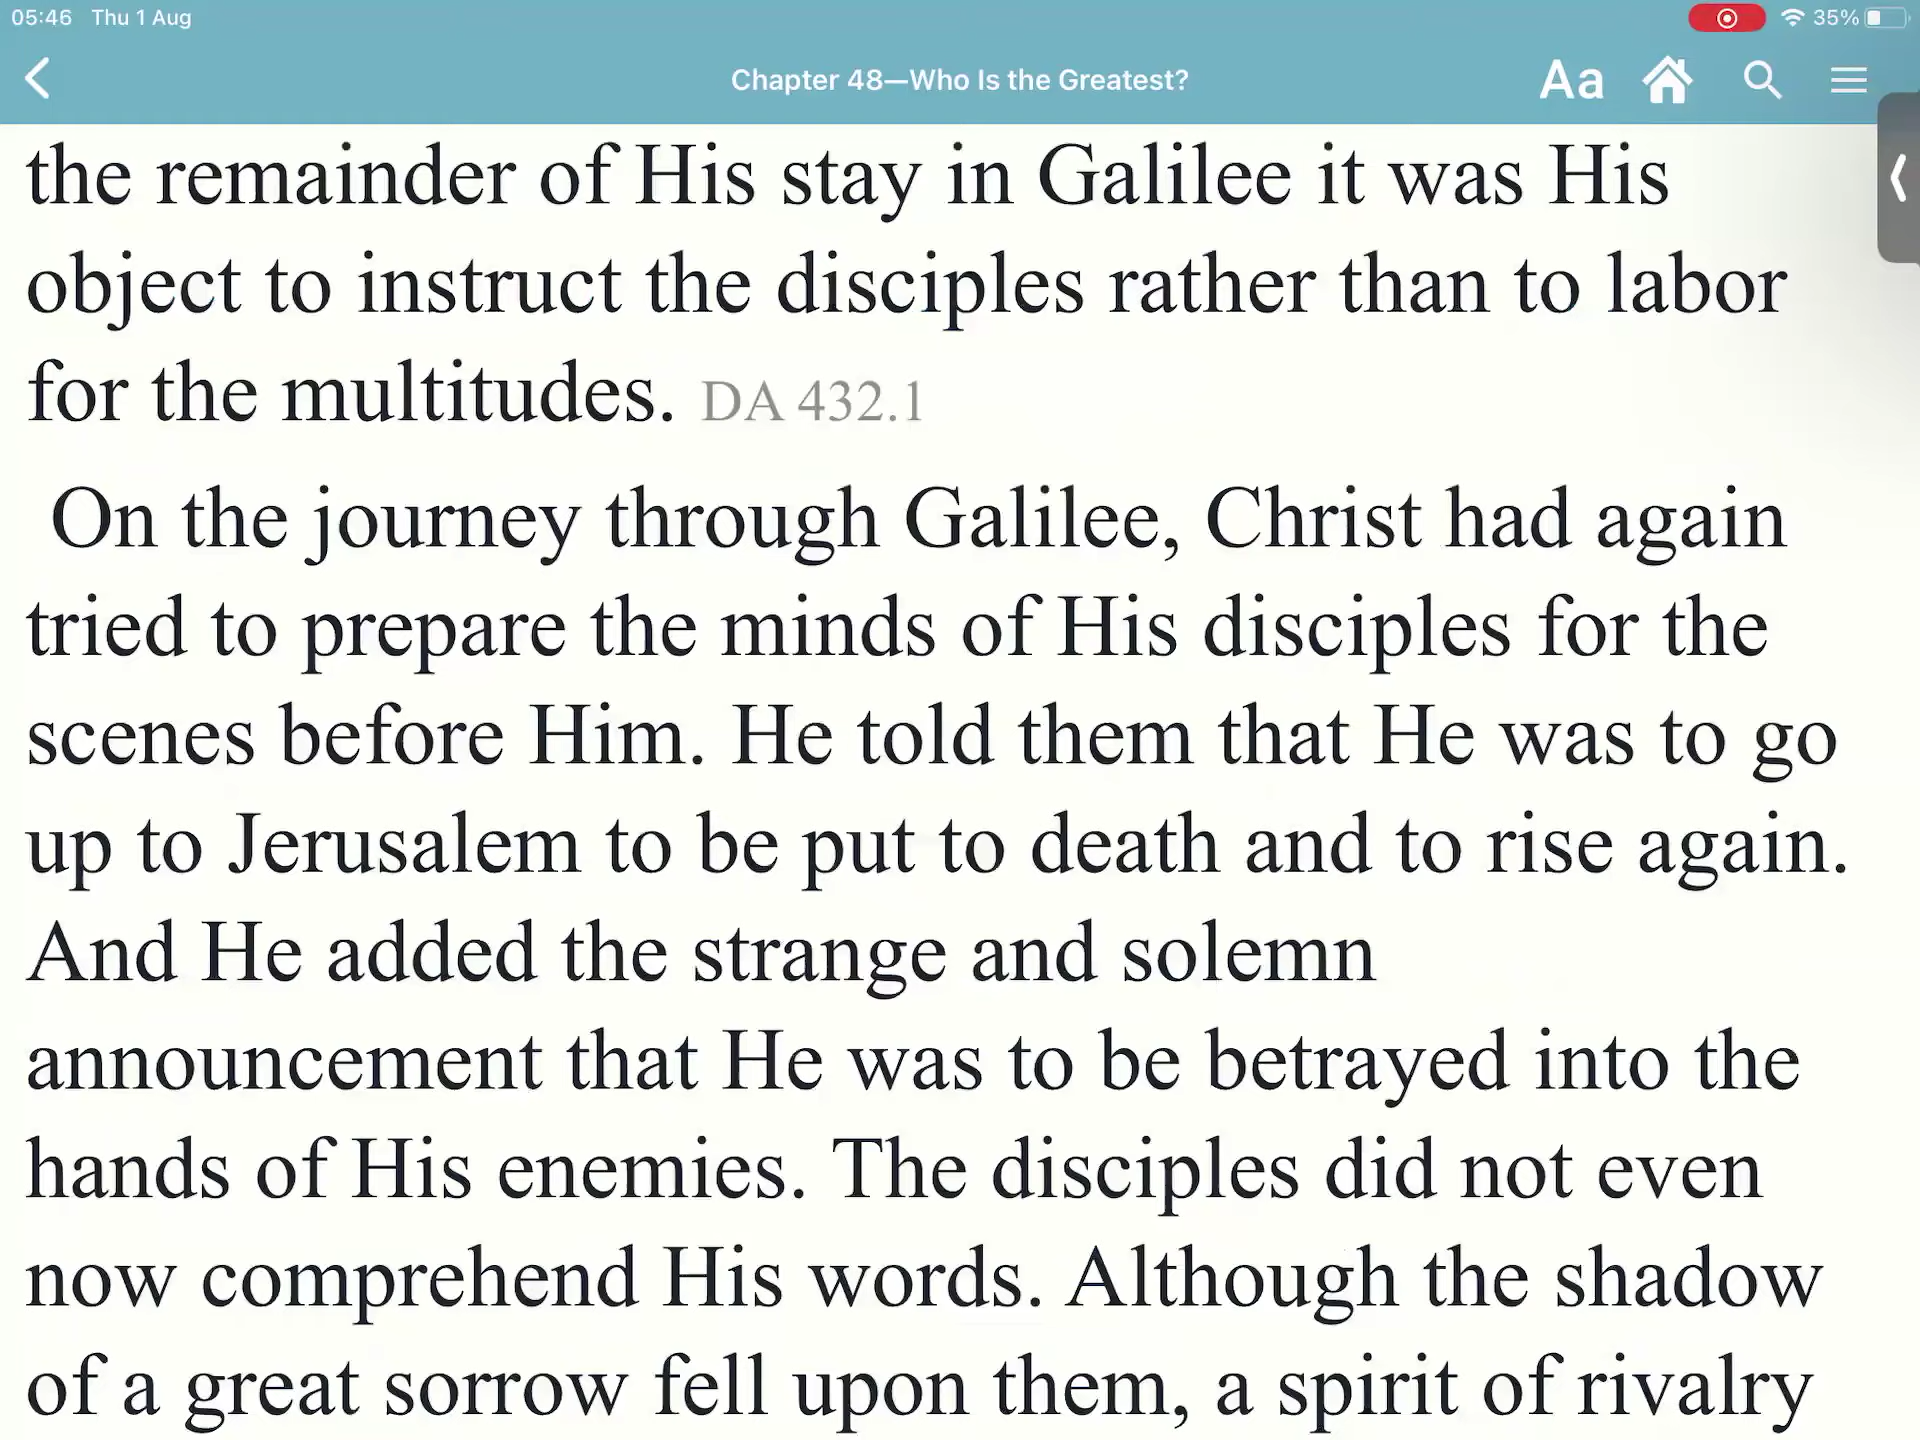 05:46 Thu 1 Aug 35%
Chapter 48—Who Is the Greatest? Aa
the remainder of His stay in Galilee it was His
object to instruct the disciples rather than to labor
for the multitudes. DA 432.1
On the journey through Galilee, Christ had again
tried to prepare the minds of His disciples for the
scenes before Him. He told them that He was to go
up to Jerusalem to be put to death and to rise again.
And He added the strange and solemn
announcement that He was to be betrayed into the
hands of His enemies. The disciples did not even
now comprehend His words. Although the shadow
of a great sorrow fell upon them, a spirit of rivalry